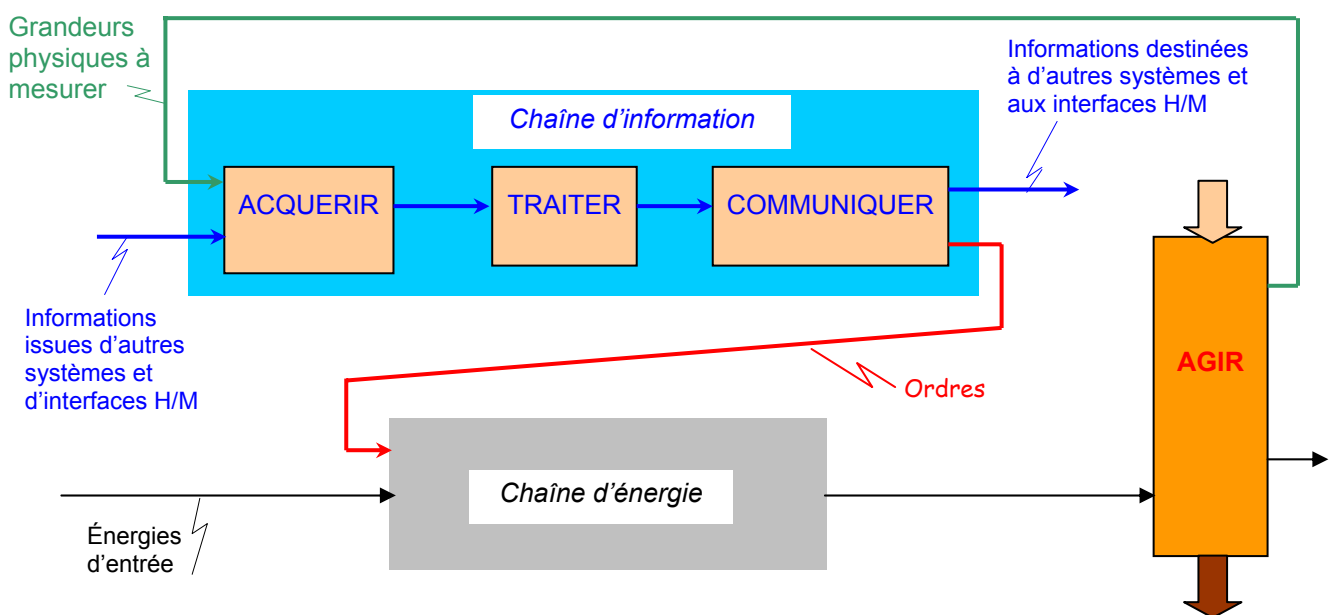 Grandeurs
physiques à
mesurer
Informations destinées
à d'autres systèmes et
aux interfaces H/M
Chaîne d'information
ACQUERIR
TRAITER
COMMUNIQUER
Informations
issues d'autres
systèmes et
d'interfaces H/M
AGIR
Ordres
Chaîne d'énergie
Énergies
d'entrée